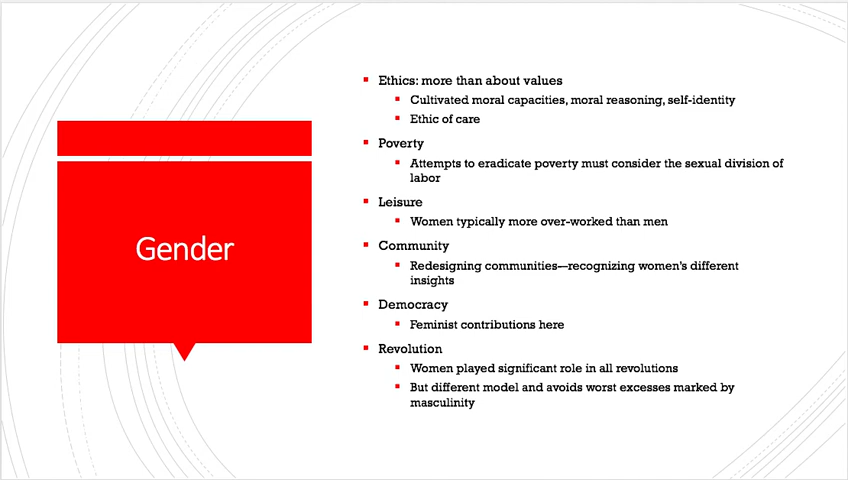 Gender
Ethics: more than about values
Cultivated moral capacities, moral reasoning, self-identity
Ethic of care
Poverty
Attempts to eradicate poverty must consider the sexual division of
labor
Leisure
Women typically more over-worked than men
Community
Redesigning communities—recognizing women's different
insights
Democracy
Feminist contributions here
Revolution
Women played significant role in all revolutions
But different model and avoids worst excesses marked by
masculinity